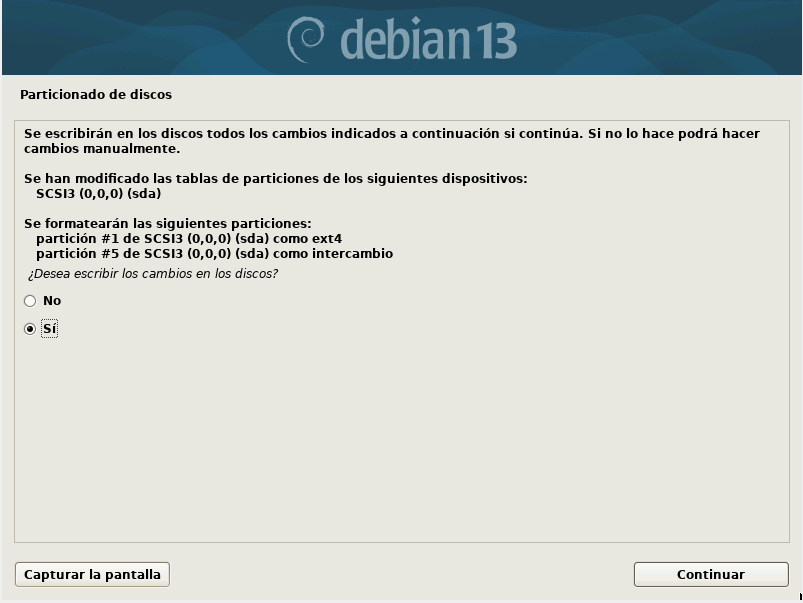 debian 13
Particionado de discos
Se escribirán en los discos todos los cambios indicados a continuación si continúa. Si no lo hace podrá hacer
cambios manualmente.
Se han modificado las tablas de particiones de los siguientes dispositivos:
SCSI3 (0,0,0) (sda)
Se formatearán las siguientes particiones:
partición #1 de SCSI3 (0,0,0) (sda) como ext4
partición #5 de SCSI3 (0,0,0) (sda) como intercambio
¿Desea escribir los cambios en los discos?
No
Sí
Capturar la pantalla
Continuar